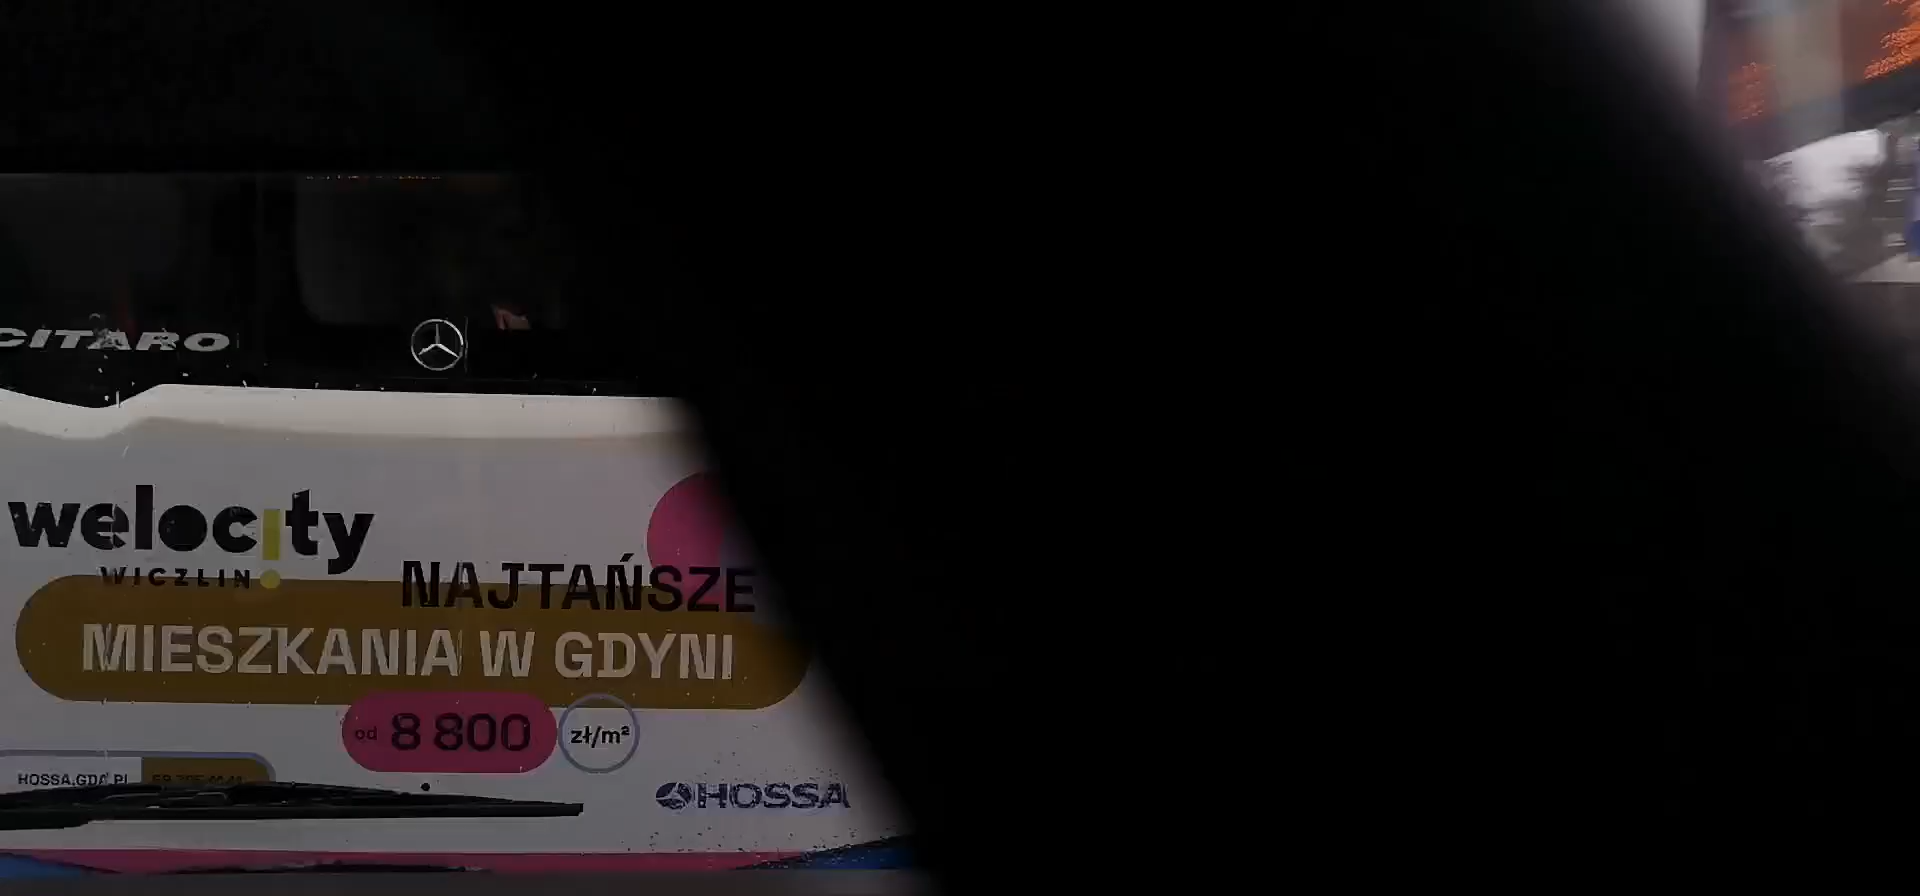 CITARO
welocity
WICZLIN
NAJTAŃSZE
MIESZKANIA W GDYNI
od 8 800 zł/m²
HOSSA.GDA.PL
HOSSA